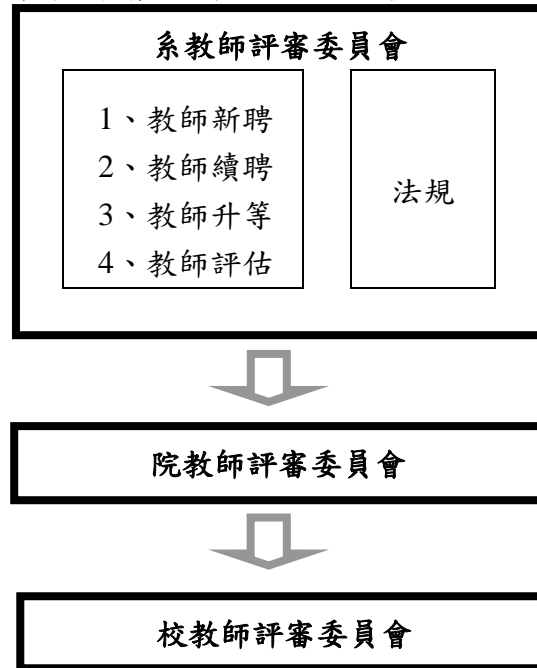 系教師評審委員會
1、教師新聘
2、教師續聘
3、教師升等
4、教師評估
法規
院教師評審委員會
校教師評審委員會